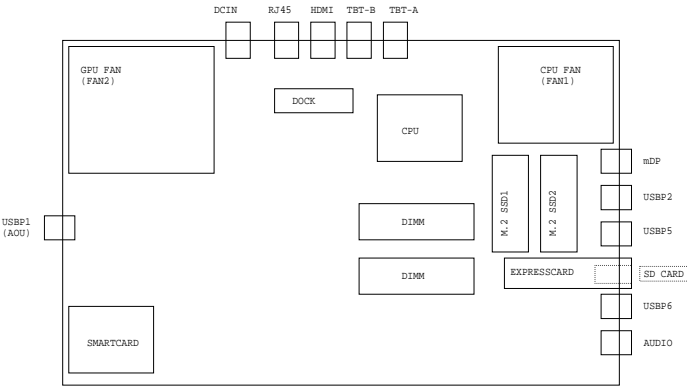 DCIN RJ45 HDMI TBT-B TBT-A
GPU FAN
(FAN2)
CPU FAN
(FAN1)
DOCK
CPU
mDP
M.2 SSD1
M.2 SSD2
USBP2
USBP1
(AOU)
DIMM
USBP5
DIMM
EXPRESSCARD
SD CARD
USBP6
SMARTCARD
AUDIO